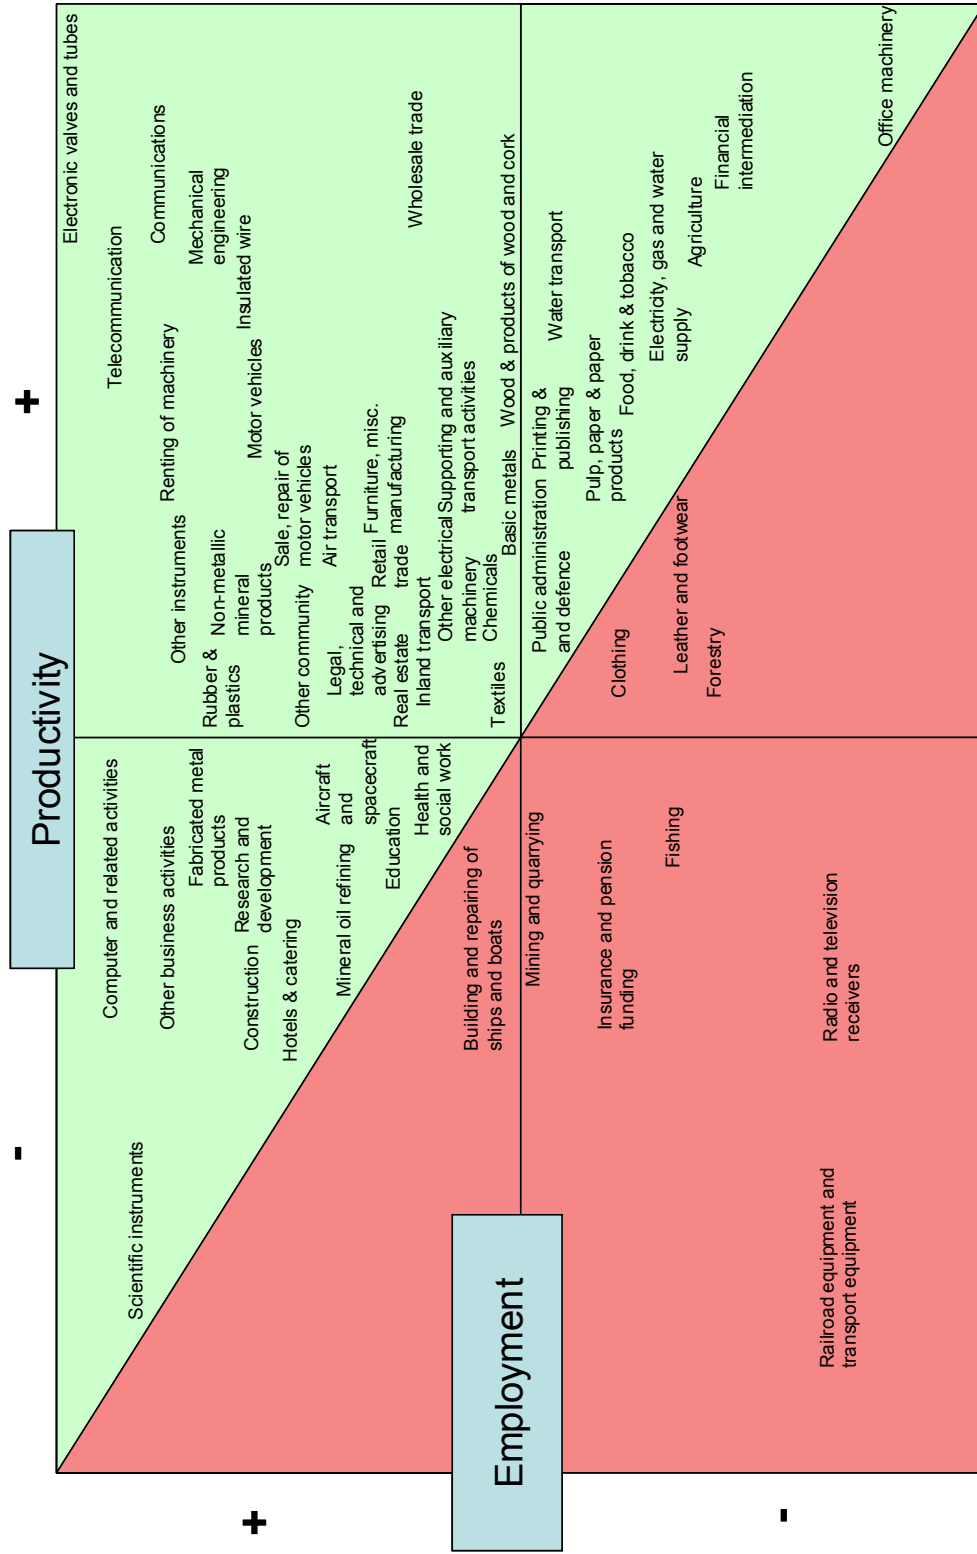 -
+
Productivity
+
Employment
-
Electronic valves and tubes
Computer and related activities
Telecommunication
Scientific instruments
Other business activities
Renting of machinery
Communications
Other instruments
Fabricated metal
products
Rubber &
plastics
Non-metallic
mineral
products
Mechanical
engineering
Construction
Research and
development
Motor vehicles
Insulated wire
Hotels & catering
Sale, repair of
motor vehicles
Other community
Air transport
Mineral oil refining
Aircraft
and
spacecraft
Legal,
technical and
advertising
Retail
trade
Furniture, misc.
manufacturing
Education
Real estate
Inland transport
Wholesale trade
Health and
social work
Other electrical
machinery
Supporting and auxiliary
transport activities
Building and repairing of
ships and boats
Chemicals
Textiles
Basic metals
Wood & products of wood and cork
Mining and quarrying
Public administration
and defence
Printing &
publishing
Water transport
Insurance and pension
funding
Clothing
Pulp, paper & paper
products
Food, drink & tobacco
Electricity, gas and water
supply
Fishing
Leather and footwear
Agriculture
Forestry
Financial
intermediation
Railroad equipment and
transport equipment
Radio and television
receivers
Office machinery